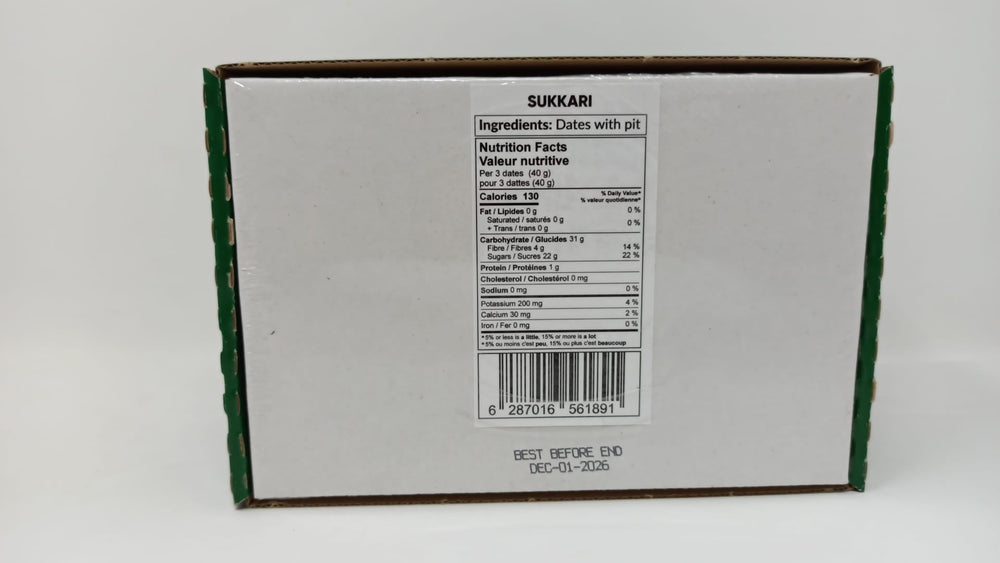 SUKKARI
Ingredients: Dates with pit
Nutrition Facts
Valeur nutritive
Per 3 dates (40 g)
pour 3 dattes (40 g)
Calories 130
% Daily Value*
% valeur quotidienne*
Fat / Lipides 0 g 0 %
Saturated / saturés 0 g
+ Trans / trans 0 g 0 %
Carbohydrate / Glucides 31 g
Fibre / Fibres 4 g 14 %
Sugars / Sucres 22 g 22 %
Protein / Protéines 1 g
Cholesterol / Cholestérol 0 mg
Sodium 0 mg 0 %
Potassium 200 mg 4 %
Calcium 30 mg 2 %
Iron / Fer 0 mg 0 %
*5% or less is a little, 15% or more is a lot
*5% ou moins c'est peu, 15% ou plus c'est beaucoup
6 287016 561891
BEST BEFORE END
DEC-01-2026